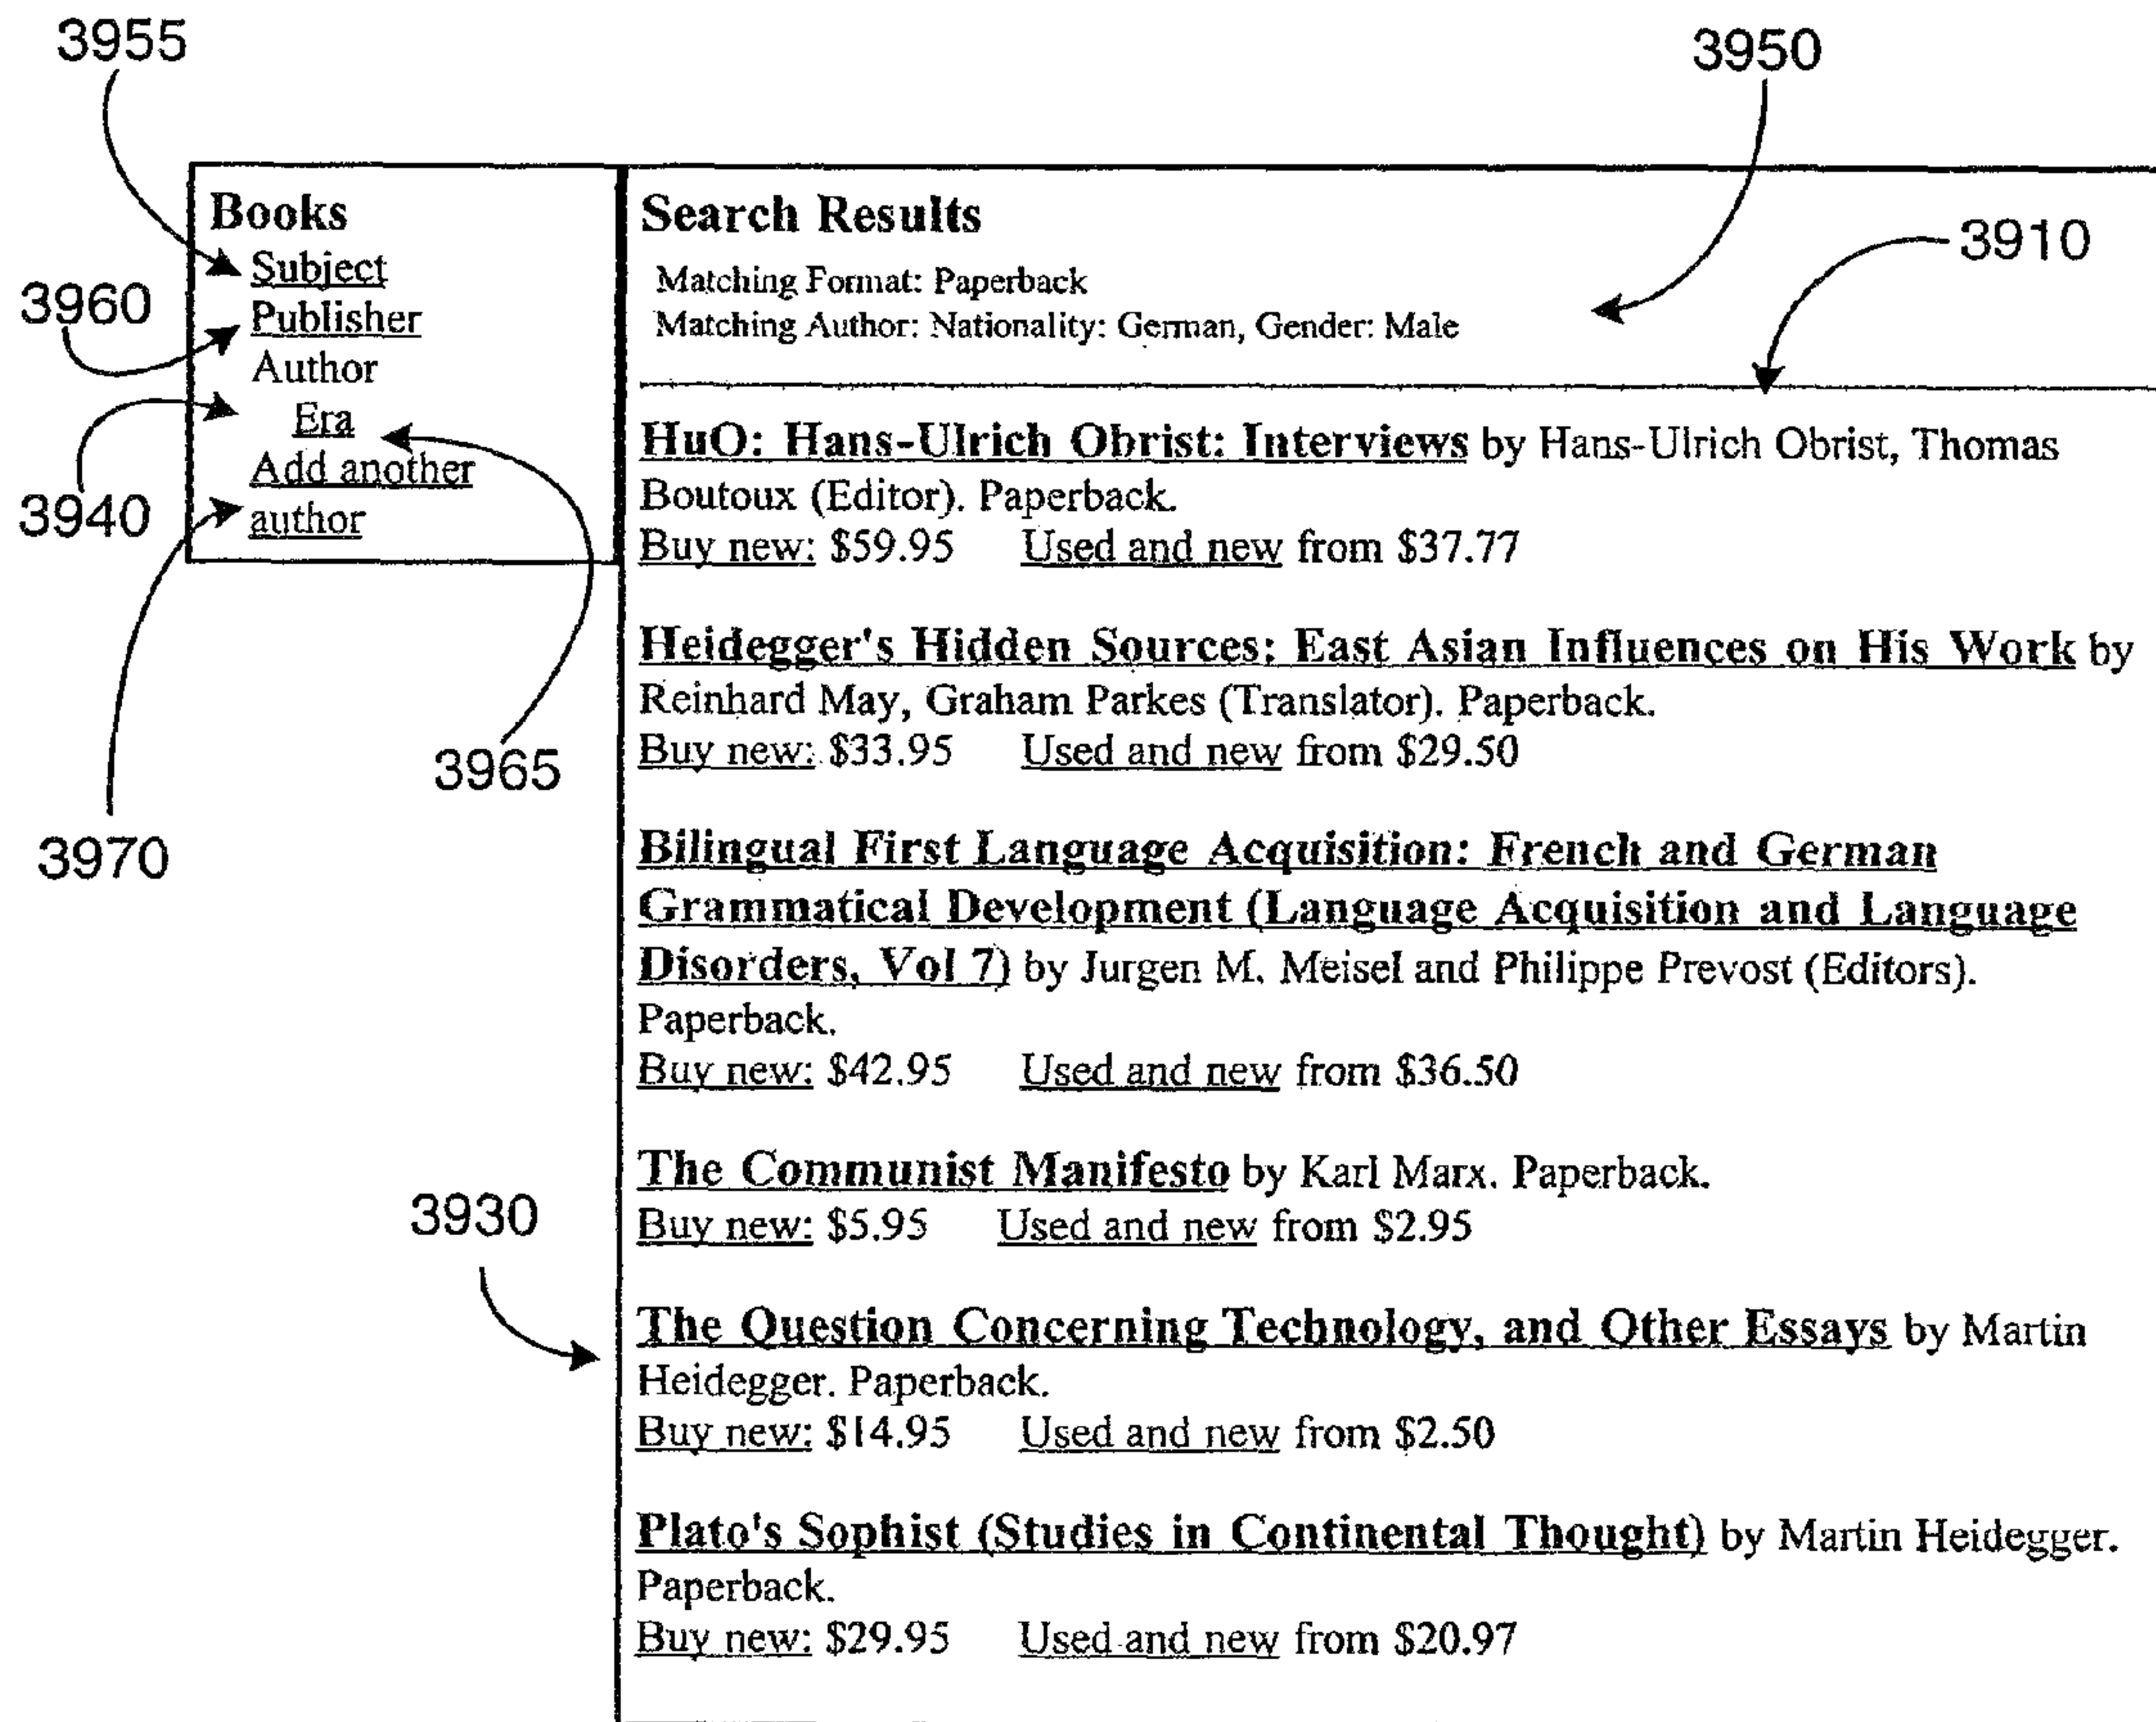 3955
3950
3910
3960
3940
3970
3965
3930
Books
Subject
Publisher
Author
Era
Add another
author
Search Results
Matching Format: Paperback
Matching Author: Nationality: German, Gender: Male
HuO: Hans-Ulrich Obrist: Interviews by Hans-Ulrich Obrist, Thomas
Boutoux (Editor). Paperback.
Buy new: $59.95 Used and new from $37.77
Heidegger's Hidden Sources: East Asian Influences on His Work by
Reinhard May, Graham Parkes (Translator). Paperback.
Buy new: $33.95 Used and new from $29.50
Bilingual First Language Acquisition: French and German
Grammatical Development (Language Acquisition and Language
Disorders, Vol 7) by Jurgen M. Meisel and Philippe Prevost (Editors).
Paperback.
Buy new: $42.95 Used and new from $36.50
The Communist Manifesto by Karl Marx. Paperback.
Buy new: $5.95 Used and new from $2.95
The Question Concerning Technology, and Other Essays by Martin
Heidegger. Paperback.
Buy new: $14.95 Used and new from $2.50
Plato's Sophist (Studies in Continental Thought) by Martin Heidegger.
Paperback.
Buy new: $29.95 Used and new from $20.97